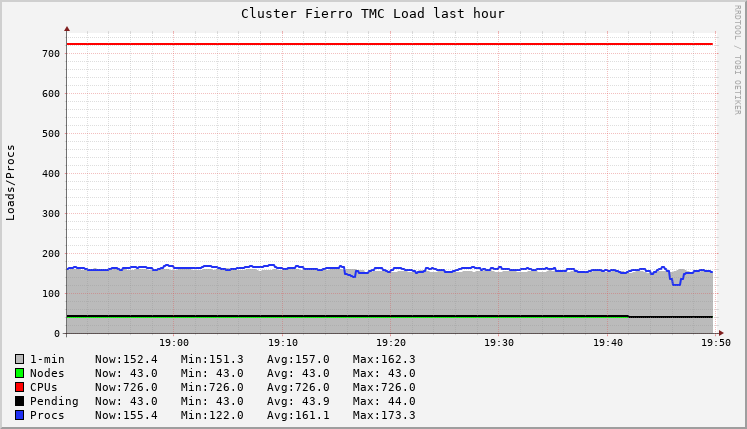 Cluster Fierro TMC Load last hour
RRDTOOL / TOBI OETIKER
Loads/Procs
700
600
500
400
300
200
100
0
19:00 19:10 19:20 19:30 19:40 19:50
1-min Now:152.4 Min:151.3 Avg:157.0 Max:162.3
Nodes Now: 43.0 Min: 43.0 Avg: 43.0 Max: 43.0
CPUs Now:726.0 Min:726.0 Avg:726.0 Max:726.0
Pending Now: 43.0 Min: 43.0 Avg: 43.9 Max: 44.0
Procs Now:155.4 Min:122.0 Avg:161.1 Max:173.3